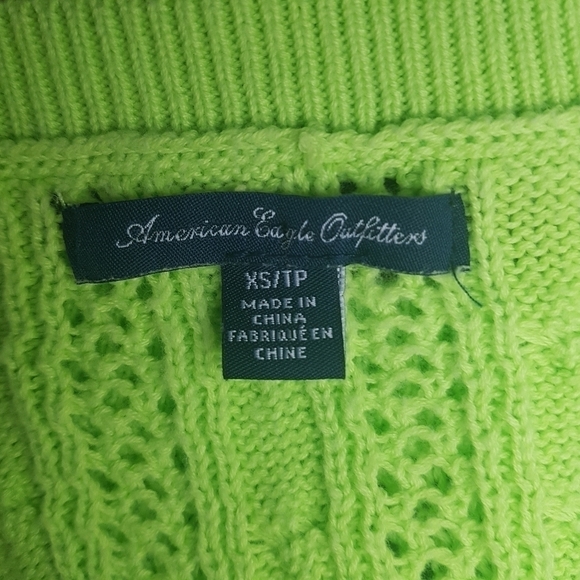 American Eagle Outfitters
XS/TP
MADE IN
CHINA
FABRIQUÉ EN
CHINE